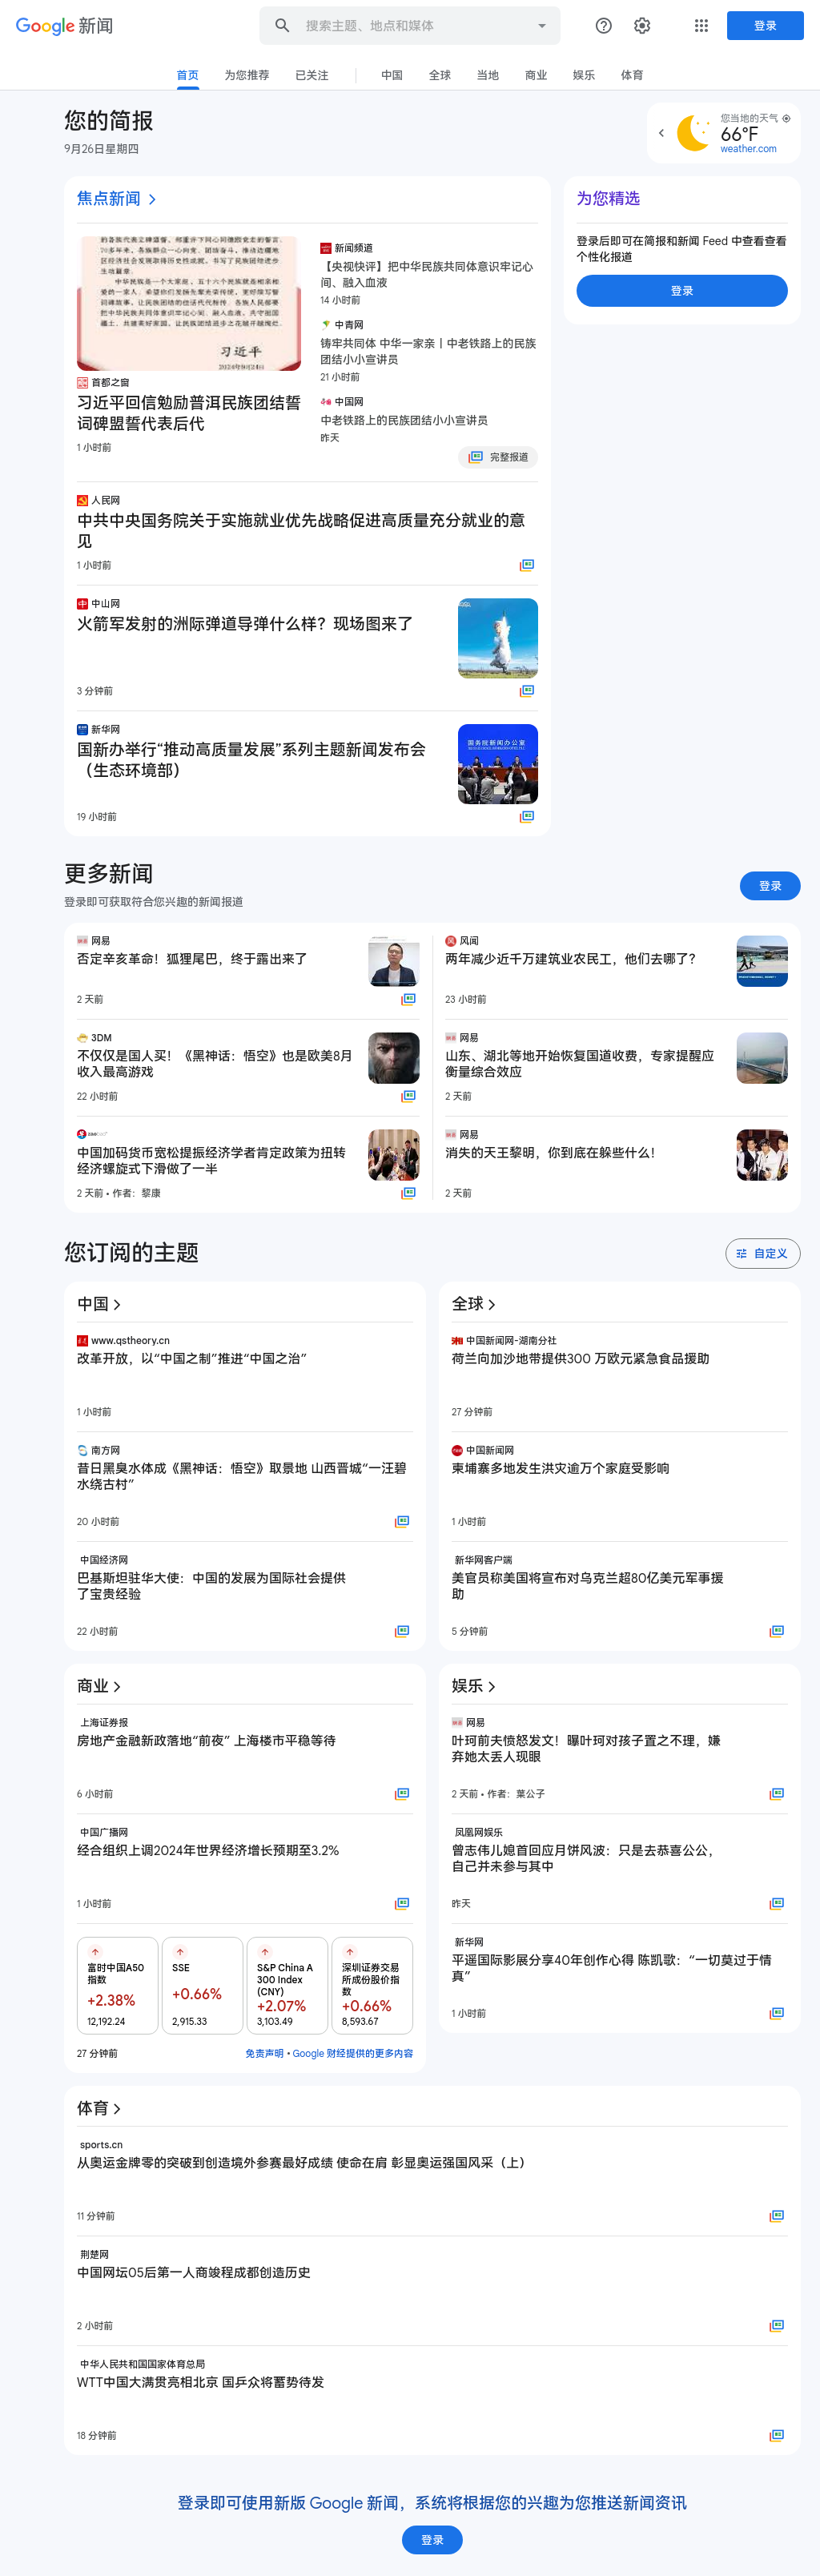 Google 新闻
搜索主题、地点和媒体
登录
首页
为您推荐
已关注
中国
全球
当地
商业
娱乐
体育
您的简报
9月26日星期四
您当地的天气
66°F
weather.com
焦点新闻
习近平
首都之窗
习近平回信勉励普洱民族团结誓
词碑盟誓代表后代
1 小时前
新闻频道
【央视快评】把中华民族共同体意识牢记心
间、融入血液
14 小时前
中青网
铸牢共同体 中华一家亲丨中老铁路上的民族
团结小小宣讲员
21 小时前
中国网
中老铁路上的民族团结小小宣讲员
昨天
完整报道
为您精选
登录后即可在简报和新闻 Feed 中查看查看
个性化报道
登录
人民网
中共中央国务院关于实施就业优先战略促进高质量充分就业的意
见
1 小时前
中山网
火箭军发射的洲际弹道导弹什么样？现场图来了
3 分钟前
新华网
国新办举行“推动高质量发展”系列主题新闻发布会
（生态环境部）
19 小时前
国务院新闻办公室
更多新闻
登录即可获取符合您兴趣的新闻报道
登录
网易
否定辛亥革命！狐狸尾巴，终于露出来了
2 天前
风闻
两年减少近千万建筑业农民工，他们去哪了？
23 小时前
3DM
不仅仅是国人买！《黑神话：悟空》也是欧美8月
收入最高游戏
22 小时前
网易
山东、湖北等地开始恢复国道收费，专家提醒应
衡量综合效应
2 天前
中国加码货币宽松提振经济学者肯定政策为扭转
经济螺旋式下滑做了一半
2 天前 • 作者：黎康
网易
消失的天王黎明，你到底在躲些什么！
2 天前
您订阅的主题
自定义
中国
www.qstheory.cn
改革开放，以“中国之制”推进“中国之治”
1 小时前
南方网
昔日黑臭水体成《黑神话：悟空》取景地 山西晋城“一汪碧
水绕古村”
20 小时前
中国经济网
巴基斯坦驻华大使：中国的发展为国际社会提供
了宝贵经验
22 小时前
全球
中国新闻网-湖南分社
荷兰向加沙地带提供300 万欧元紧急食品援助
27 分钟前
中国新闻网
柬埔寨多地发生洪灾逾万个家庭受影响
1 小时前
新华网客户端
美官员称美国将宣布对乌克兰超80亿美元军事援
助
5 分钟前
商业
上海证券报
房地产金融新政落地“前夜” 上海楼市平稳等待
6 小时前
中国广播网
经合组织上调2024年世界经济增长预期至3.2%
1 小时前
富时中国A50
指数
+2.38%
12,192.24
SSE
+0.66%
2,915.33
S&P China A
300 Index
(CNY)
+2.07%
3,103.49
深圳证券交易
所成份股价指
数
+0.66%
8,593.67
27 分钟前
免责声明 • Google 财经提供的更多内容
娱乐
网易
叶珂前夫愤怒发文！曝叶珂对孩子置之不理，嫌
弃她太丢人现眼
2 天前 • 作者：葉公子
凤凰网娱乐
曾志伟儿媳首回应月饼风波：只是去恭喜公公，
自己并未参与其中
昨天
新华网
平遥国际影展分享40年创作心得 陈凯歌：“一切莫过于情
真”
1 小时前
体育
sports.cn
从奥运金牌零的突破到创造境外参赛最好成绩 使命在肩 彰显奥运强国风采（上）
11 分钟前
荆楚网
中国网坛05后第一人商竣程成都创造历史
2 小时前
中华人民共和国国家体育总局
WTT中国大满贯亮相北京 国乒众将蓄势待发
18 分钟前
登录即可使用新版 Google 新闻，系统将根据您的兴趣为您推送新闻资讯
登录